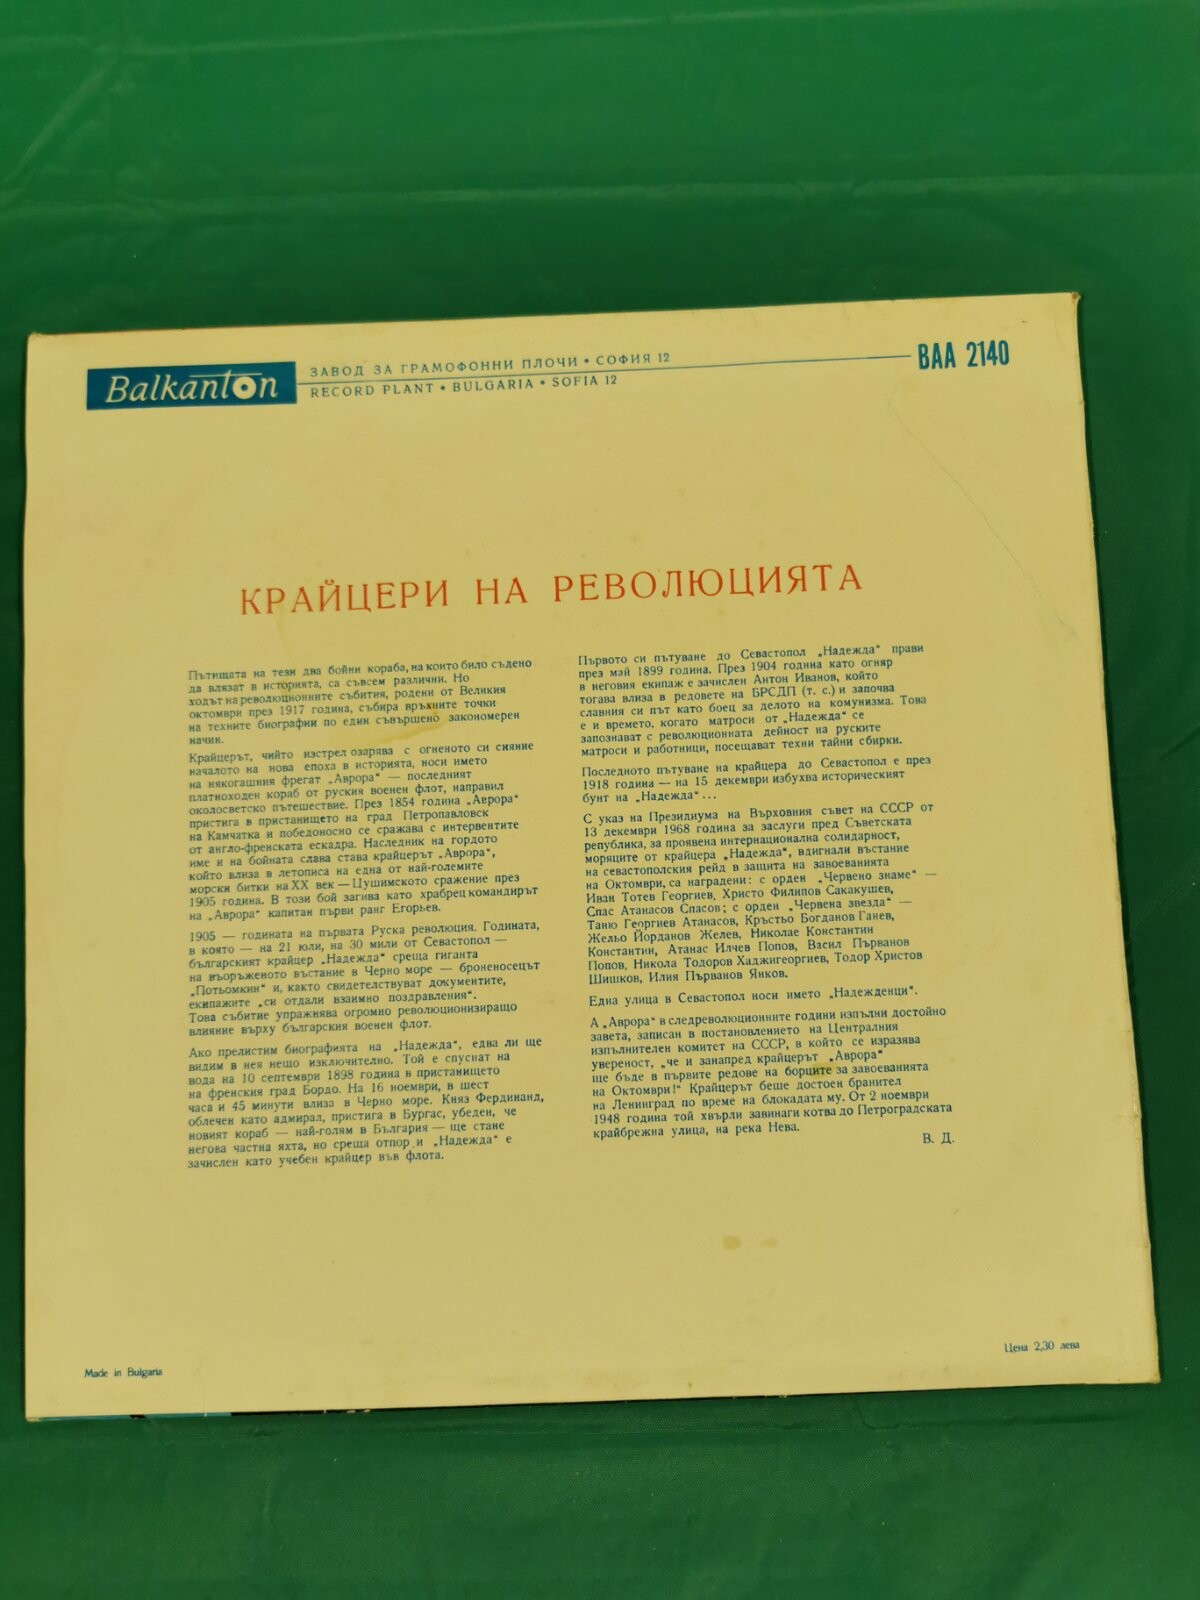 Balkanton
ЗАВОД ЗА ГРАМОФОННИ ПЛОЧИ • СОФИЯ 12
RECORD PLANT • BULGARIA • SOFIA 12
ВАА 2140
КРАЙЦЕРИ НА РЕВОЛЮЦИЯТА
Пътищата на тези два бойни кораба, на които било съдено
да влязат в историята, са съвсем различни. Но
ходът на революционните събития, родени от Великия
октомври през 1917 година, събира връхните точки
на техните биографии по един съвършено закономерен
начин.
Крайцерът, чийто изстрел озарява с огненото си сияние
началото на нова епоха в историята, носи името
на някогашния фрегат „Аврора“ — последният
платноходен кораб от руския военен флот, направил
околосветско пътешествие. През 1854 година „Аврора“
пристига в пристанището на град Петропавловск
на Камчатка и победоносно се сражава с интервентите
от англо-френската ескадра. Наследник на гордото
име и на бойната слава става крайцерът „Аврора“,
който влиза в летописа на една от най-големите
морски битки на XX век — Цушимското сражение през
1905 година. В този бой загива като храбрец командирът
на „Аврора“ капитан първи ранг Егорьев.
1905 — годината на първата Руска революция. Годината,
в която — на 21 юли, на 30 мили от Севастопол —
българският крайцер „Надежда“ среща гиганта
на въоръженото въстание в Черно море — броненосецът
„Потьомкин“ и, както свидетелствуват документите,
екипажите „си отдали взаимно поздравления“.
Това събитие упражнява огромно революционизиращо
влияние върху българския военен флот.
Ако прелистим биографията на „Надежда“, едва ли ще
видим в нея нещо изключително. Той е спуснат на
вода на 10 септември 1898 година в пристанището
на френския град Бордо. На 16 ноември, в шест
часа и 45 минути влиза в Черно море. Княз Фердинанд,
облечен като адмирал, пристига в Бургас, убеден, че
новият кораб — най-голям в България — ще стане
негова частна яхта, но среща отпор и „Надежда“ е
зачислен като учебен крайцер във флота.
Първото си пътуване до Севастопол „Надежда“ прави
през май 1899 година. През 1904 година като огняр
в неговия екипаж е зачислен Антон Иванов, който
тогава влиза в редовете на БРСДП (т. с.) и започва
славния си път като боец за делото на комунизма. Това
е и времето, когато матроси от „Надежда“ се
запознават с революционната дейност на руските
матроси и работници, посещават техни тайни сбирки.
Последното пътуване на крайцера до Севастопол е през
1918 година — на 15 декември избухва историческият
бунт на „Надежда“...
С указ на Президиума на Върховния съвет на СССР от
13 декември 1968 година за заслуги пред Съветската
република, за проявена интернационална солидарност,
моряците от крайцера „Надежда“, вдигнали въстание
на севастополския рейд в защита на завоеванията
на Октомври, са наградени: с орден „Червено знаме“ —
Иван Тотев Георгиев, Христо Филипов Сакакушев,
Спас Атанасов Спасов; с орден „Червена звезда“ —
Таню Георгиев Атанасов, Кръстьо Богданов Ганев,
Жельо Йорданов Желев, Николае Константин
Константин, Атанас Илчев Попов, Васил Първанов
Попов, Никола Тодоров Хаджигеоргиев, Тодор Христов
Шишков, Илия Първанов Янков.
Една улица в Севастопол носи името „Надежденци“.
А „Аврора“ в следреволюционните години изпълни достойно
завета, записан в постановлението на Централния
изпълнителен комитет на СССР, в който се изразява
увереност, „че и занапред крайцерът „Аврора“
ще бъде в първите редове на борците за завоеванията
на Октомври!“ Крайцерът беше достоен бранител
на Ленинград по време на блокадата му. От 2 ноември
1948 година той хвърли завинаги котва до Петроградската
крайбрежна улица, на река Нева.
В. Д.
Made in Bulgaria
Цена 2,30 лева